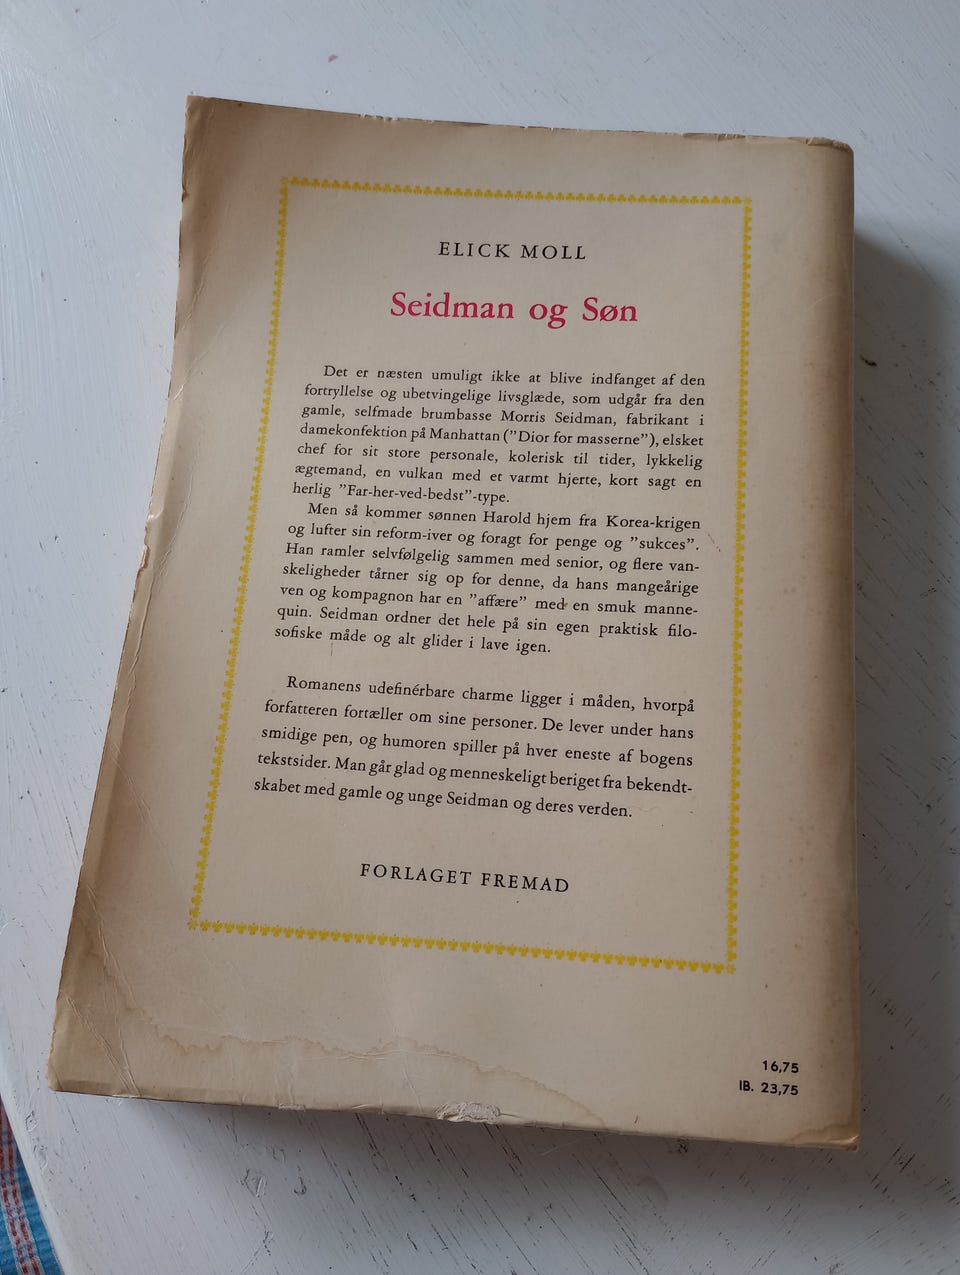 ELICK MOLL
Seidman og Søn
Det er næsten umuligt ikke at blive indfanget af den
fortryllelse og ubetvingelige livsglæde, som udgår fra den
gamle, selfmade brumbasse Morris Seidman, fabrikant i
damekonfektion på Manhattan (”Dior for masserne”), elsket
chef for sit store personale, kolerisk til tider, lykkelig
ægtemand, en vulkan med et varmt hjerte, kort sagt en
herlig ”Far-her-ved-bedst”-type.
Men så kommer sønnen Harold hjem fra Korea-krigen
og lufter sin reform-iver og foragt for penge og ”sukces”.
Han ramler selvfølgelig sammen med senior, og flere van-
skeligheder tårner sig op for denne, da hans mangeårige
ven og kompagnon har en ”affære” med en smuk manne-
quin. Seidman ordner det hele på sin egen praktisk filo-
sofiske måde og alt glider i lave igen.
Romanens udefinérbare charme ligger i måden, hvorpå
forfatteren fortæller om sine personer. De lever under hans
smidige pen, og humoren spiller på hver eneste af bogens
tekstsider. Man går glad og menneskeligt beriget fra bekendt-
skabet med gamle og unge Seidman og deres verden.
FORLAGET FREMAD
16,75
IB. 23,75